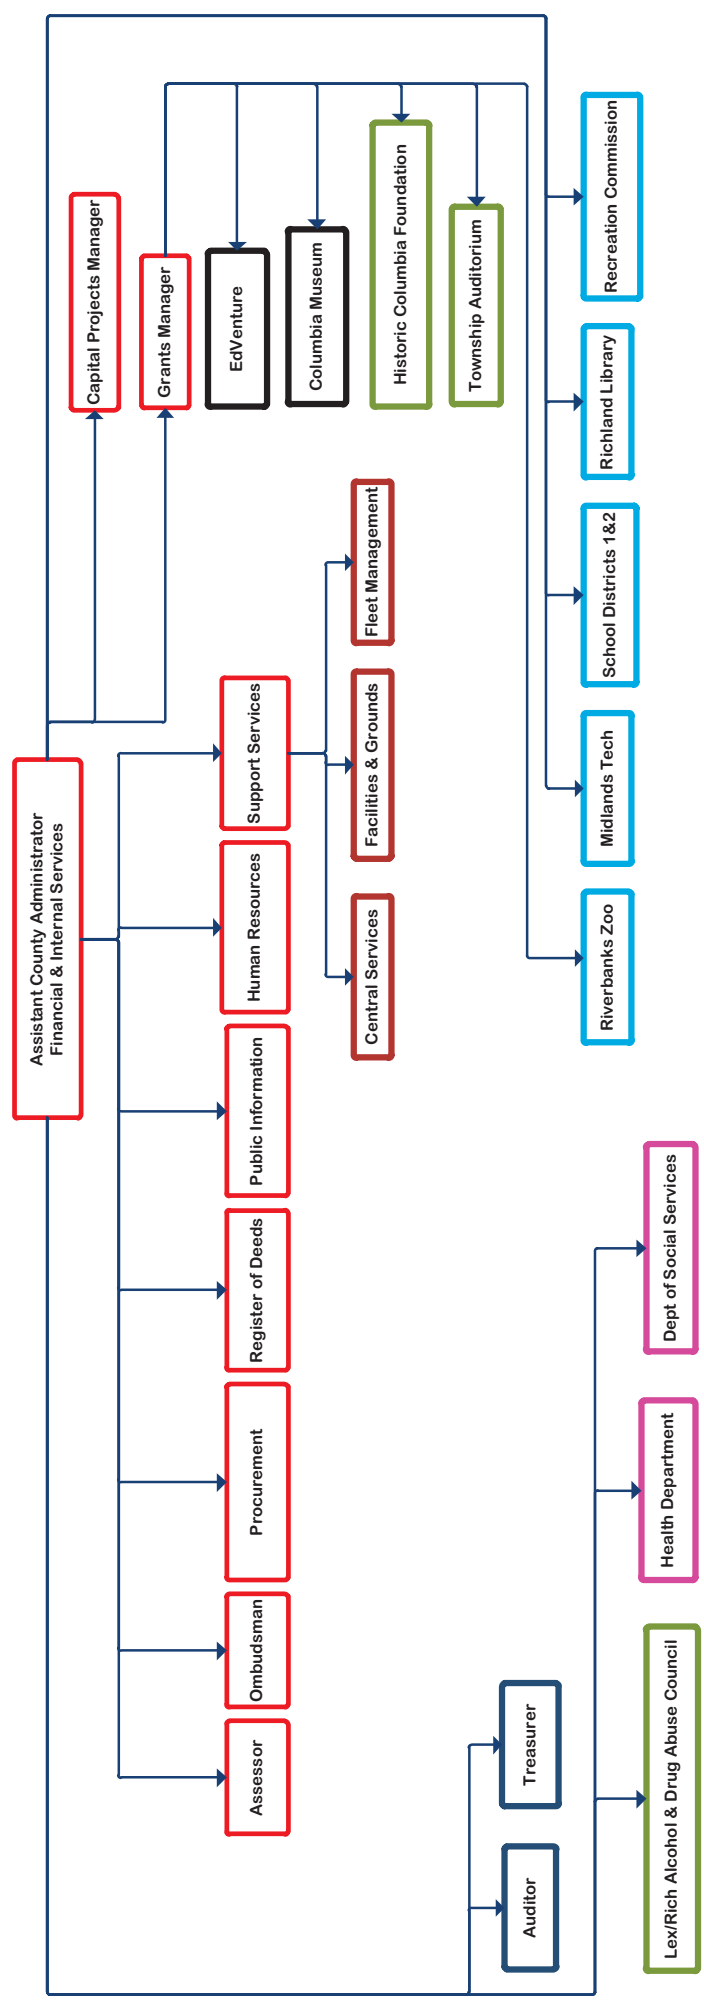 Assistant County Administrator
Financial & Internal Services
Capital Projects Manager
Grants Manager
EdVenture
Columbia Museum
Historic Columbia Foundation
Township Auditorium
Assessor
Ombudsman
Procurement
Register of Deeds
Public Information
Human Resources
Support Services
Central Services
Facilities & Grounds
Fleet Management
Auditor
Treasurer
Riverbanks Zoo
Midlands Tech
School Districts 1&2
Richland Library
Recreation Commission
Lex/Rich Alcohol & Drug Abuse Council
Health Department
Dept of Social Services